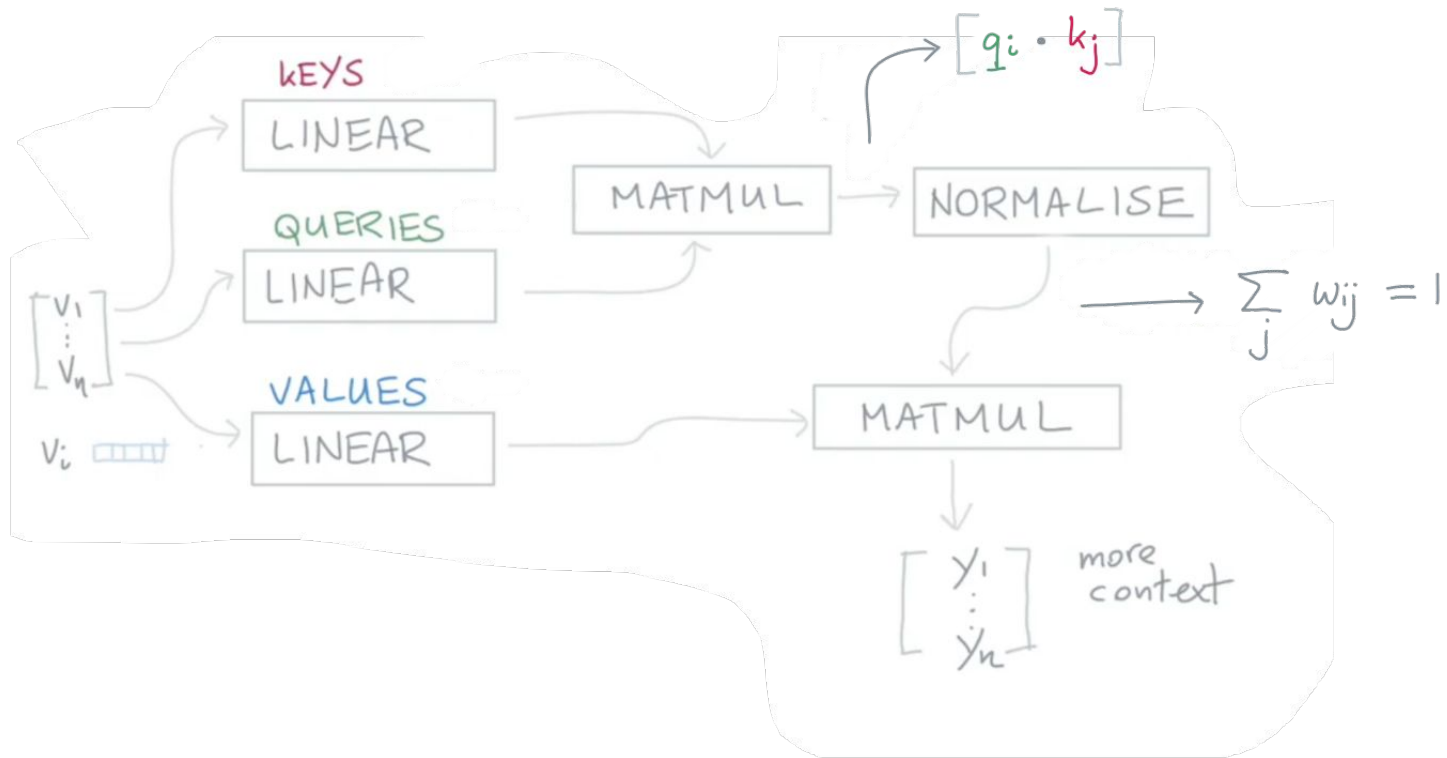 [qi · kj]
kEYS
LINEAR
MATMUL
NORMALISE
QUERIES
LINEAR
[v1
⋮
vn]
∑j wij = 1
VALUES
LINEAR
MATMUL
vi
[y1
⋮
yn]
more
context